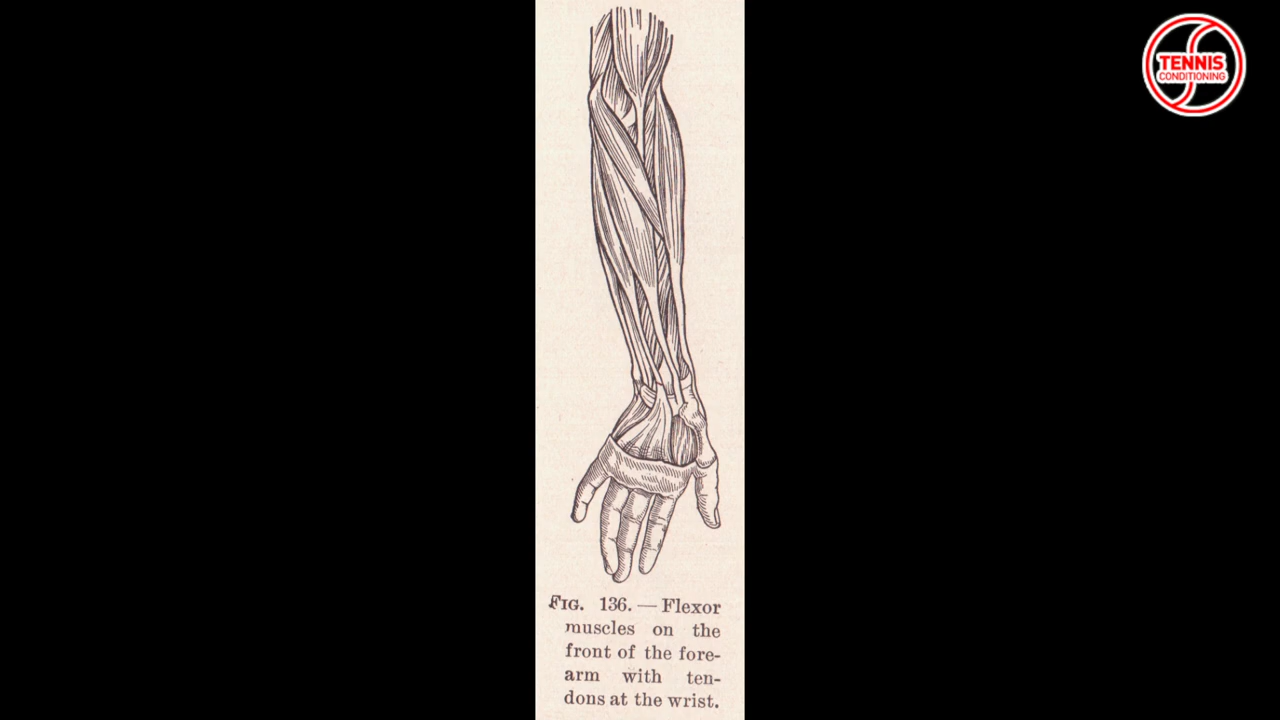 TENNIS
CONDITIONING
FIG. 136. — Flexor
muscles on the
front of the fore-
arm with ten-
dons at the wrist.